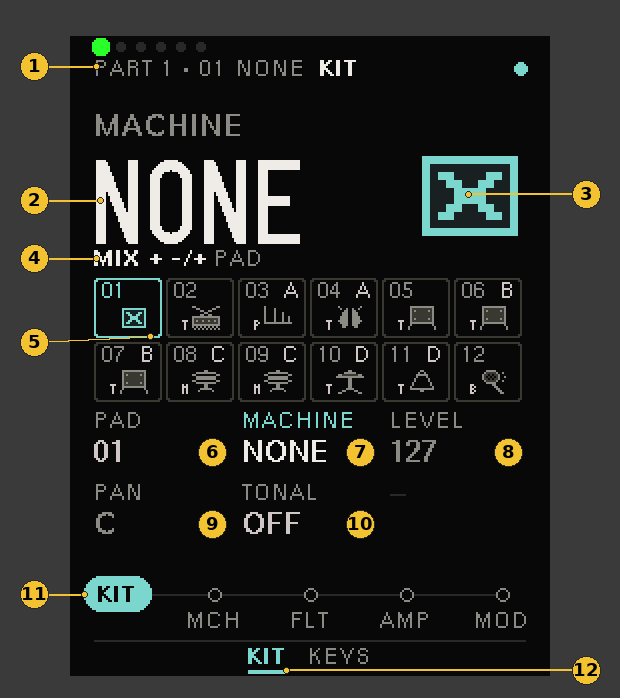 1 PART 1 · 01 NONE KIT
MACHINE
2 NONE 3
4 MIX + -/+ PAD
01 02 T 03 A P 04 A T 05 T 06 B T
5
07 B T 08 C M 09 C M 10 D T 11 D T 12 B
PAD MACHINE LEVEL
01 6 NONE 7 127 8
PAN TONAL —
C 9 OFF 10
11 KIT
MCH FLT AMP MOD
KIT KEYS
12